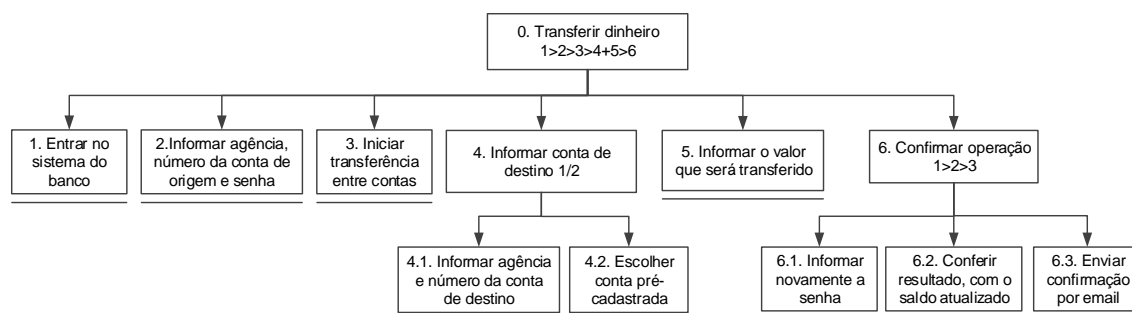 0. Transferir dinheiro
1>2>3>4+5>6
1. Entrar no
sistema do
banco
2.Informar agência,
número da conta de
origem e senha
3. Iniciar
transferência
entre contas
4. Informar conta de
destino 1/2
5. Informar o valor
que será transferido
6. Confirmar operação
1>2>3
4.1. Informar agência
e número da conta
de destino
4.2. Escolher
conta pré-
cadastrada
6.1. Informar
novamente a
senha
6.2. Conferir
resultado, com o
saldo atualizado
6.3. Enviar
confirmação
por email